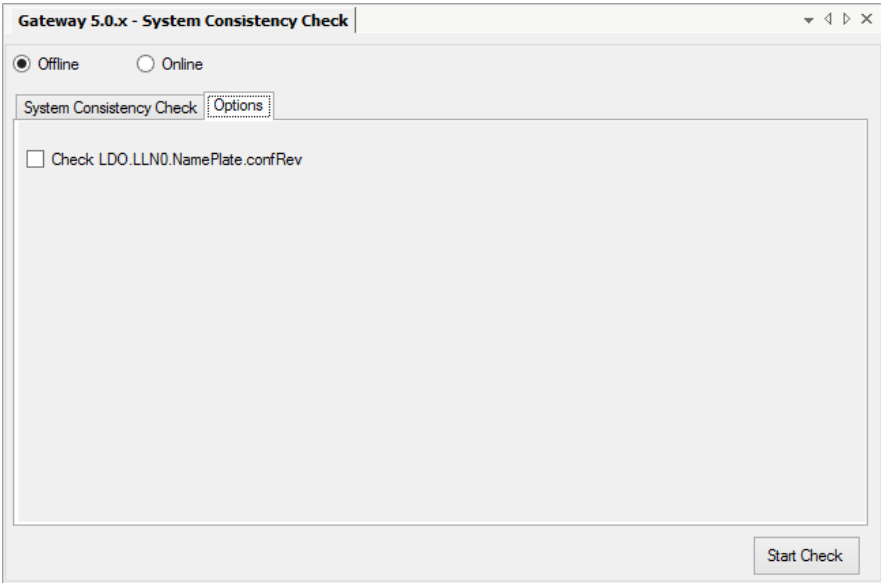 Gateway 5.0.x - System Consistency Check
Offline Online
System Consistency Check Options
Check LDO.LLN0.NamePlate.confRev
Start Check